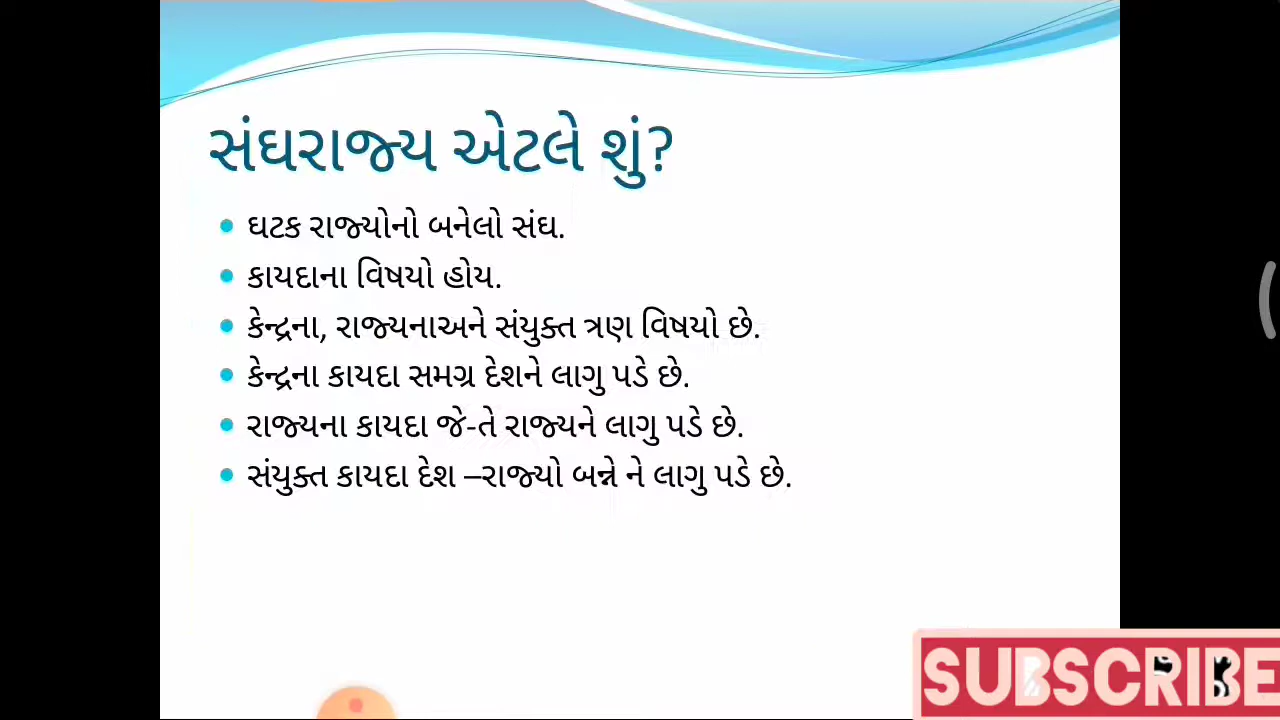 સંઘરાજ્ય એટલે શું?
ઘટક રાજ્યોનો બનેલો સંઘ.
કાયદાના વિષયો હોય.
કેન્દ્રના, રાજ્યનાઅને સંયુક્ત ત્રણ વિષયો છે.
કેન્દ્રના કાયદા સમગ્ર દેશને લાગુ પડે છે.
રાજ્યના કાયદા જે-તે રાજ્યને લાગુ પડે છે.
સંયુક્ત કાયદા દેશ –રાજ્યો બન્ને ને લાગુ પડે છે.
SUBSCRIBE